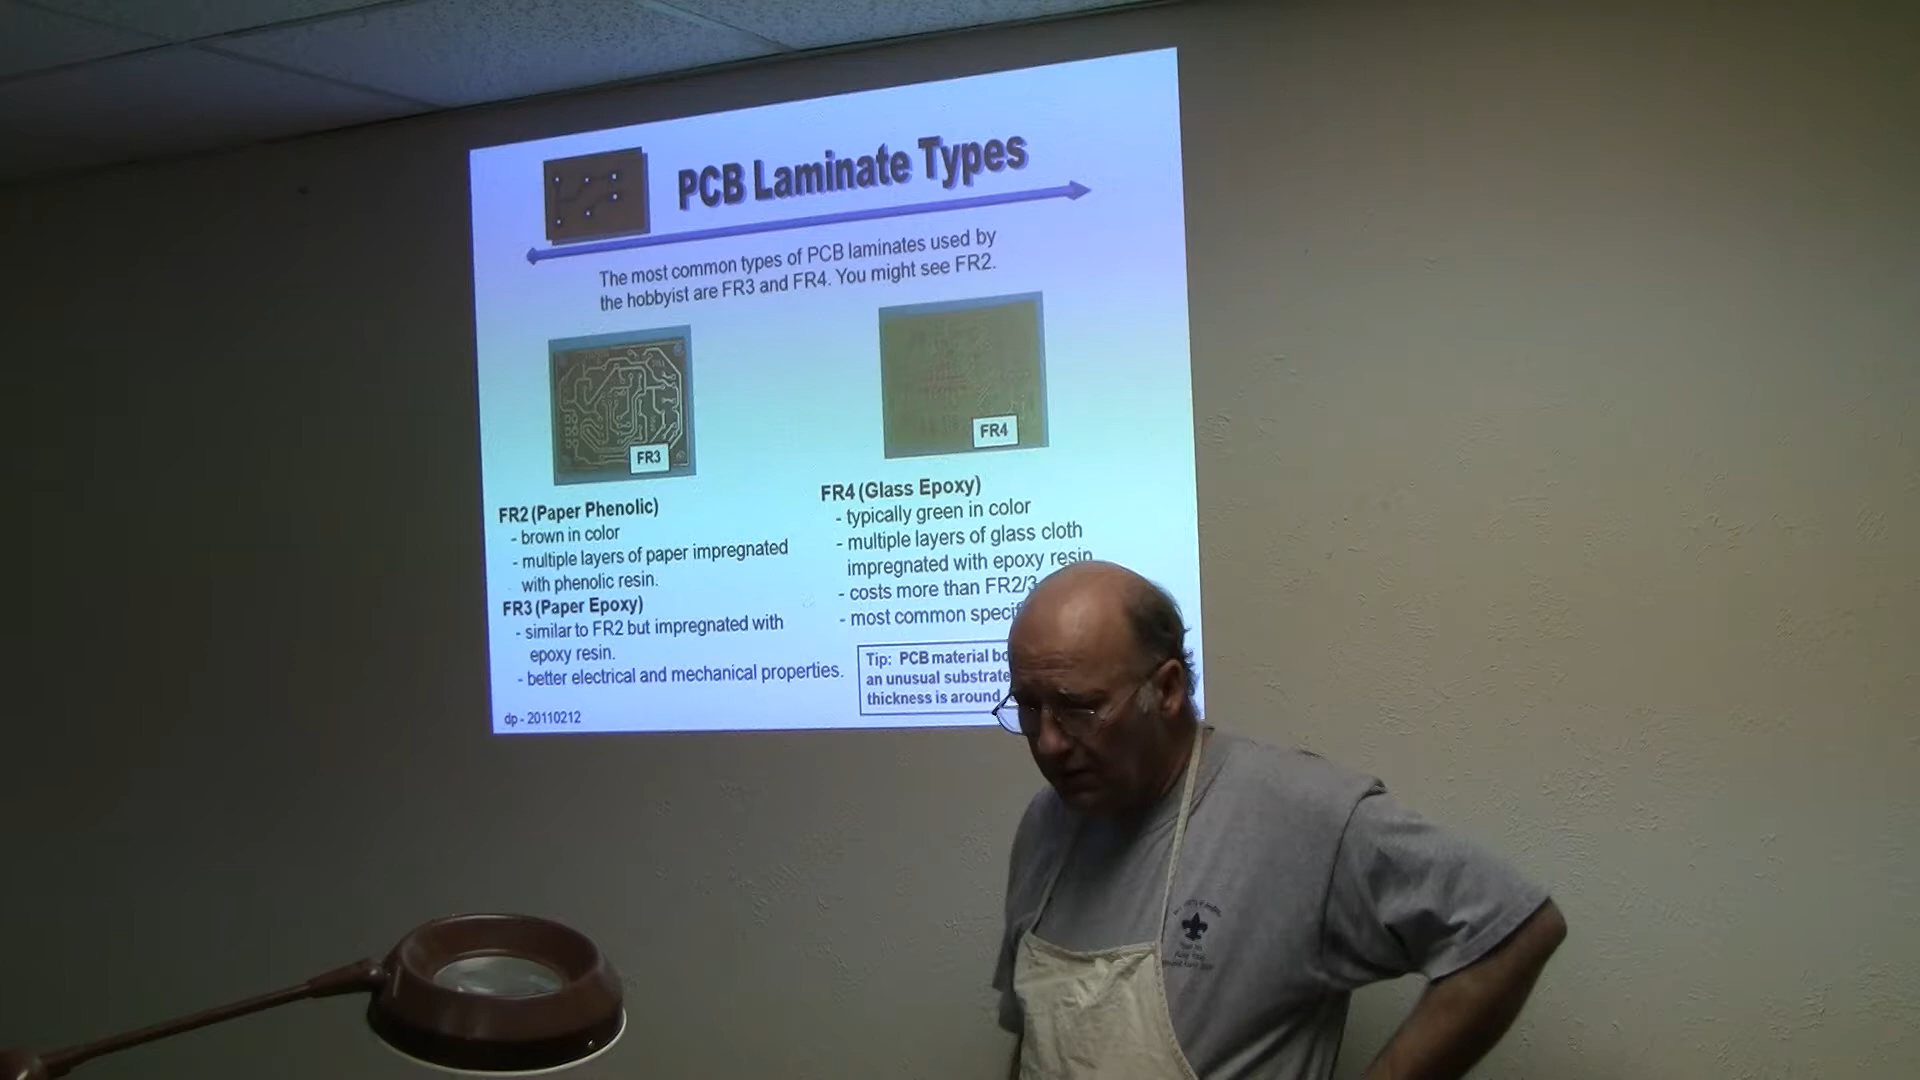 PCB Laminate Types
The most common types of PCB laminates used by
the hobbyist are FR3 and FR4. You might see FR2.
FR3
FR4
FR2 (Paper Phenolic)
- brown in color
- multiple layers of paper impregnated
with phenolic resin.
FR3 (Paper Epoxy)
- similar to FR2 but impregnated with
epoxy resin.
- better electrical and mechanical properties.
FR4 (Glass Epoxy)
- typically green in color
- multiple layers of glass cloth
impregnated with epoxy resin
- costs more than FR2/3
- most common
Tip: PCB material
an unusual substrate
thickness is around
dp - 20110212